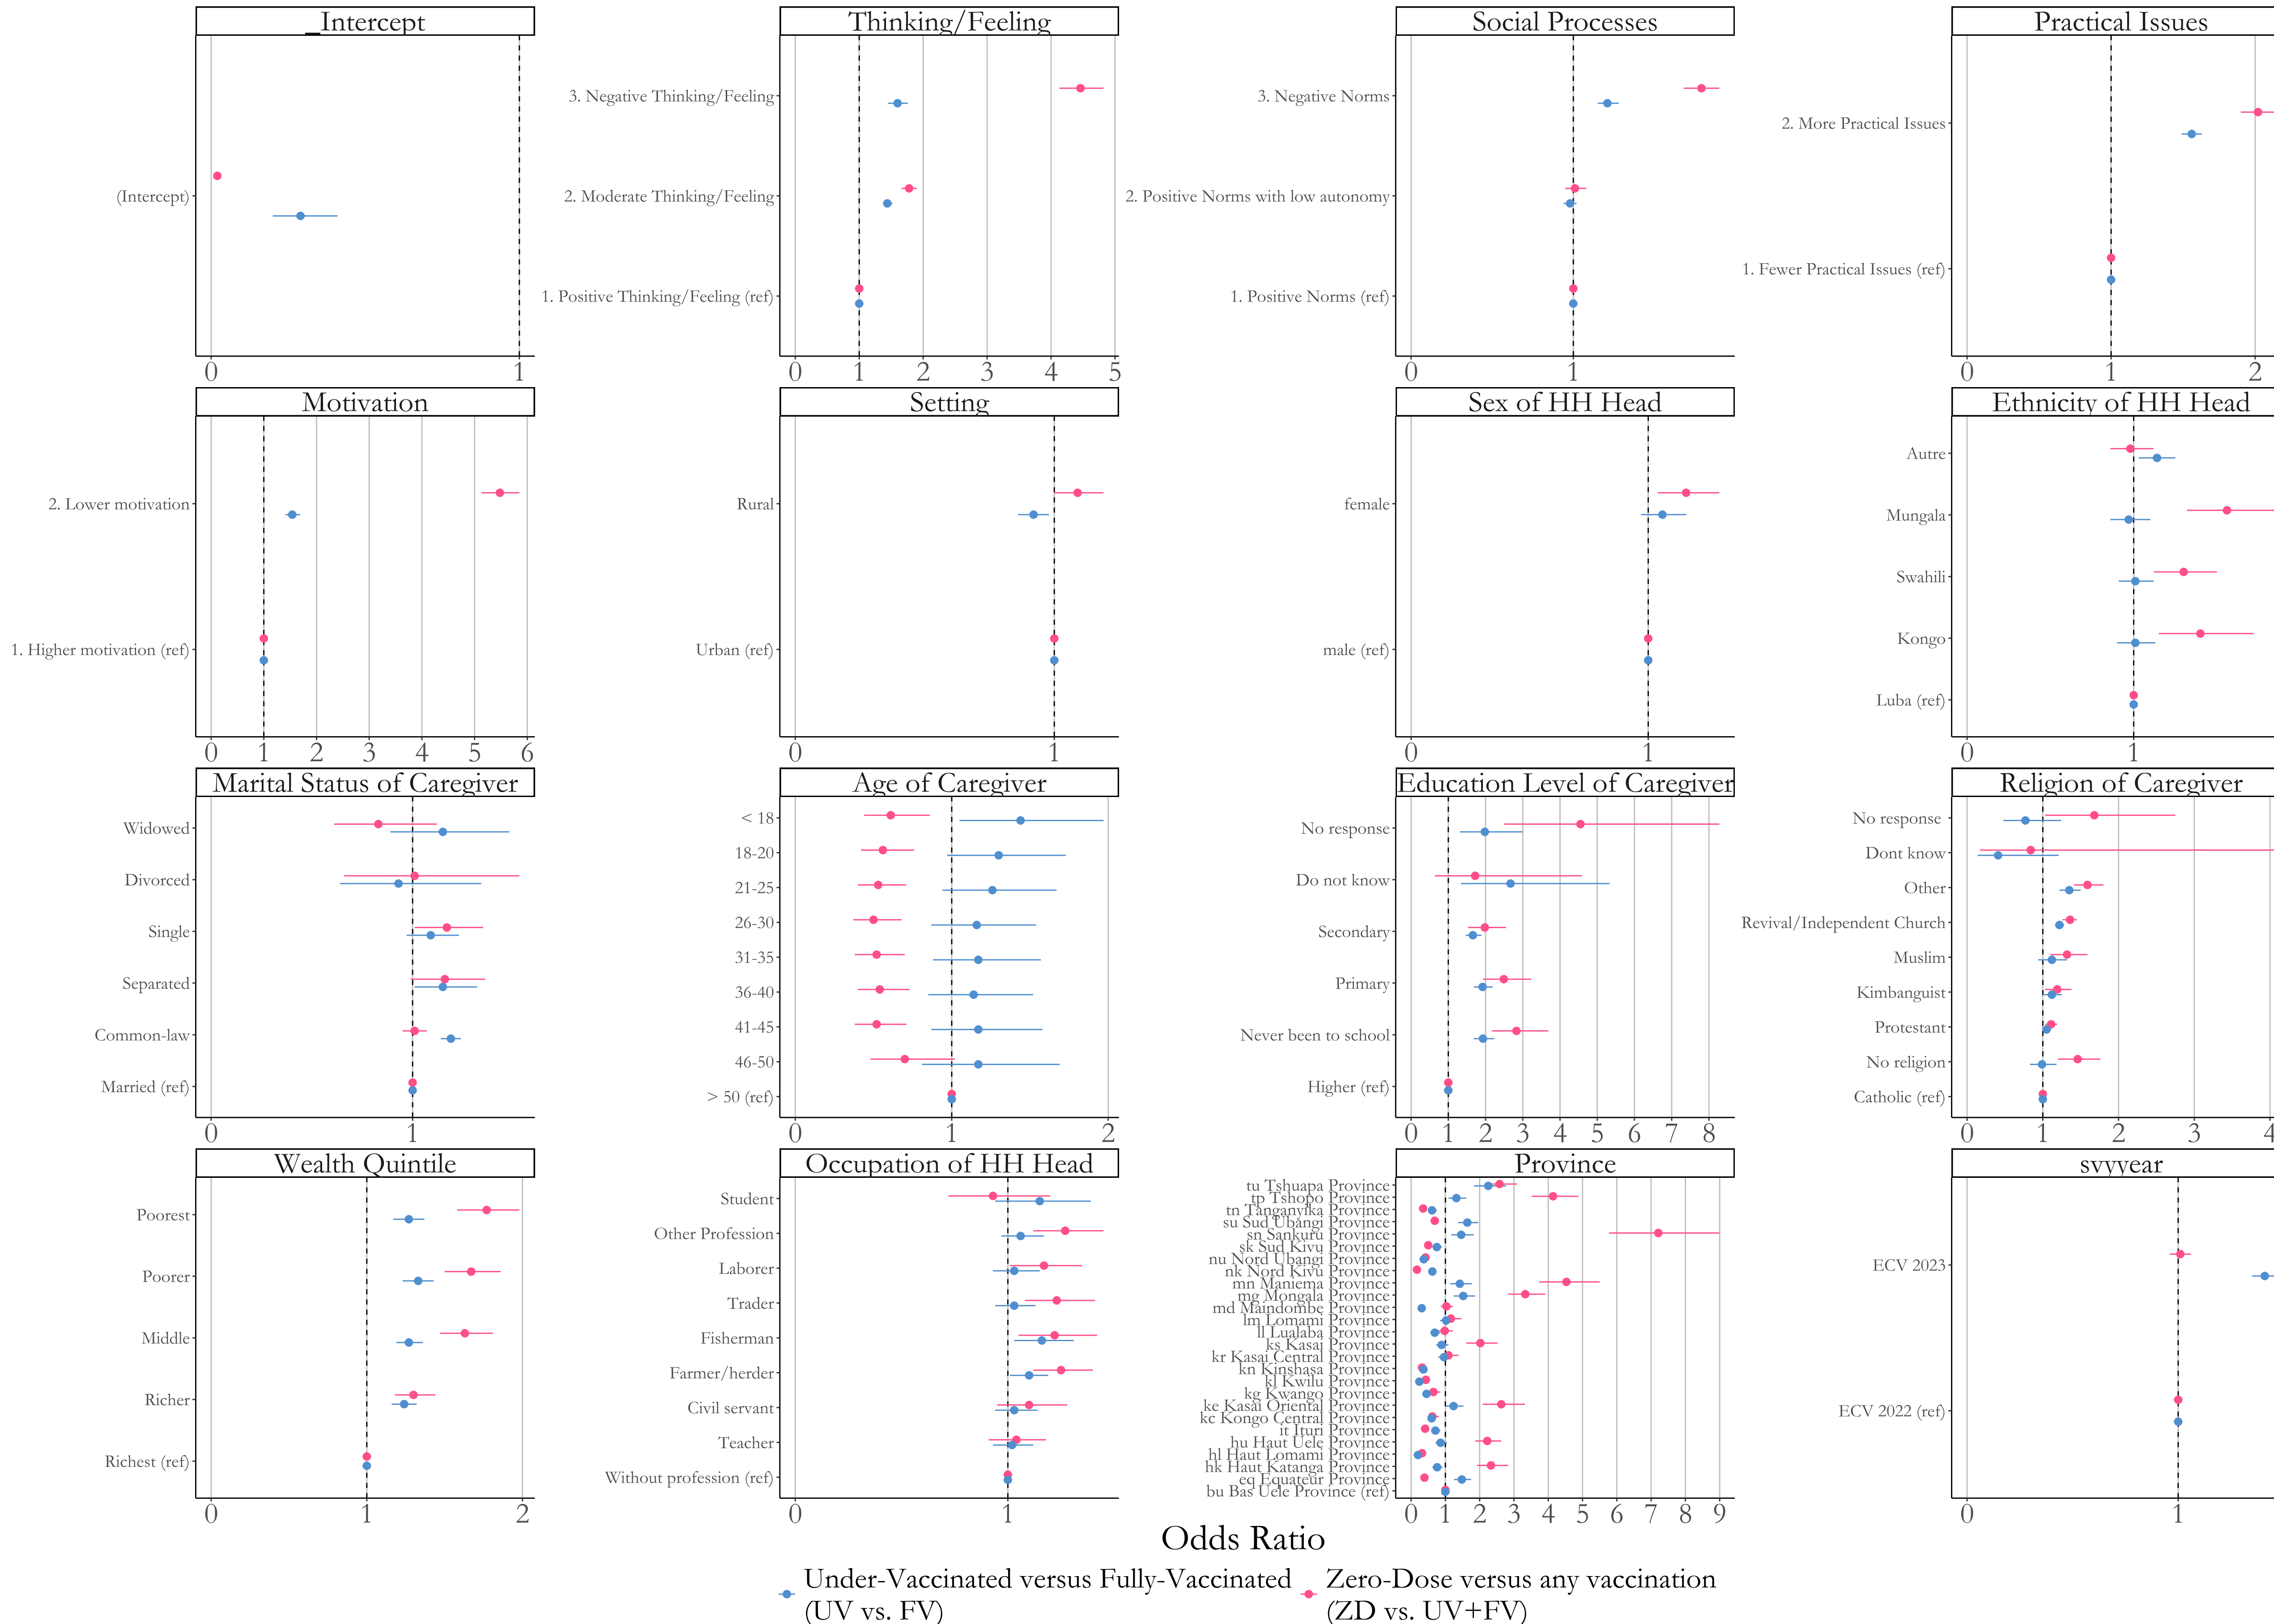 _Intercept
(Intercept)
0 1
Thinking/Feeling
3. Negative Thinking/Feeling
2. Moderate Thinking/Feeling
1. Positive Thinking/Feeling (ref)
0 1 2 3 4 5
Social Processes
3. Negative Norms
2. Positive Norms with low autonomy
1. Positive Norms (ref)
0 1
Practical Issues
2. More Practical Issues
1. Fewer Practical Issues (ref)
0 1 2
Motivation
2. Lower motivation
1. Higher motivation (ref)
0 1 2 3 4 5 6
Setting
Rural
Urban (ref)
0 1
Sex of HH Head
female
male (ref)
0 1
Ethnicity of HH Head
Autre
Mungala
Swahili
Kongo
Luba (ref)
0 1
Marital Status of Caregiver
Widowed
Divorced
Single
Separated
Common-law
Married (ref)
0 1
Age of Caregiver
< 18
18-20
21-25
26-30
31-35
36-40
41-45
46-50
> 50 (ref)
0 1 2
Education Level of Caregiver
No response
Do not know
Secondary
Primary
Never been to school
Higher (ref)
0 1 2 3 4 5 6 7 8
Religion of Caregiver
No response
Dont know
Other
Revival/Independent Church
Muslim
Kimbanguist
Protestant
No religion
Catholic (ref)
0 1 2 3 4
Wealth Quintile
Poorest
Poorer
Middle
Richer
Richest (ref)
0 1 2
Occupation of HH Head
Student
Other Profession
Laborer
Trader
Fisherman
Farmer/herder
Civil servant
Teacher
Without profession (ref)
0 1
Province
tu Tshuapa Province
tp Tshopo Province
tn Tanganyika Province
su Sud Ubangi Province
sn Sankuru Province
sk Sud Kivu Province
nu Nord Ubangi Province
nk Nord Kivu Province
mn Maniema Province
mg Mongala Province
md Maindombe Province
lm Lomami Province
ll Lualaba Province
ks Kasai Province
kr Kasai Central Province
kn Kinshasa Province
kl Kwilu Province
kg Kwango Province
ke Kasai Oriental Province
kc Kongo Central Province
it Ituri Province
hu Haut Uele Province
hl Haut Lomami Province
hk Haut Katanga Province
eq Equateur Province
bu Bas Uele Province (ref)
0 1 2 3 4 5 6 7 8 9
svyyear
ECV 2023
ECV 2022 (ref)
0 1
Odds Ratio
Under-Vaccinated versus Fully-Vaccinated
(UV vs. FV)
Zero-Dose versus any vaccination
(ZD vs. UV+FV)